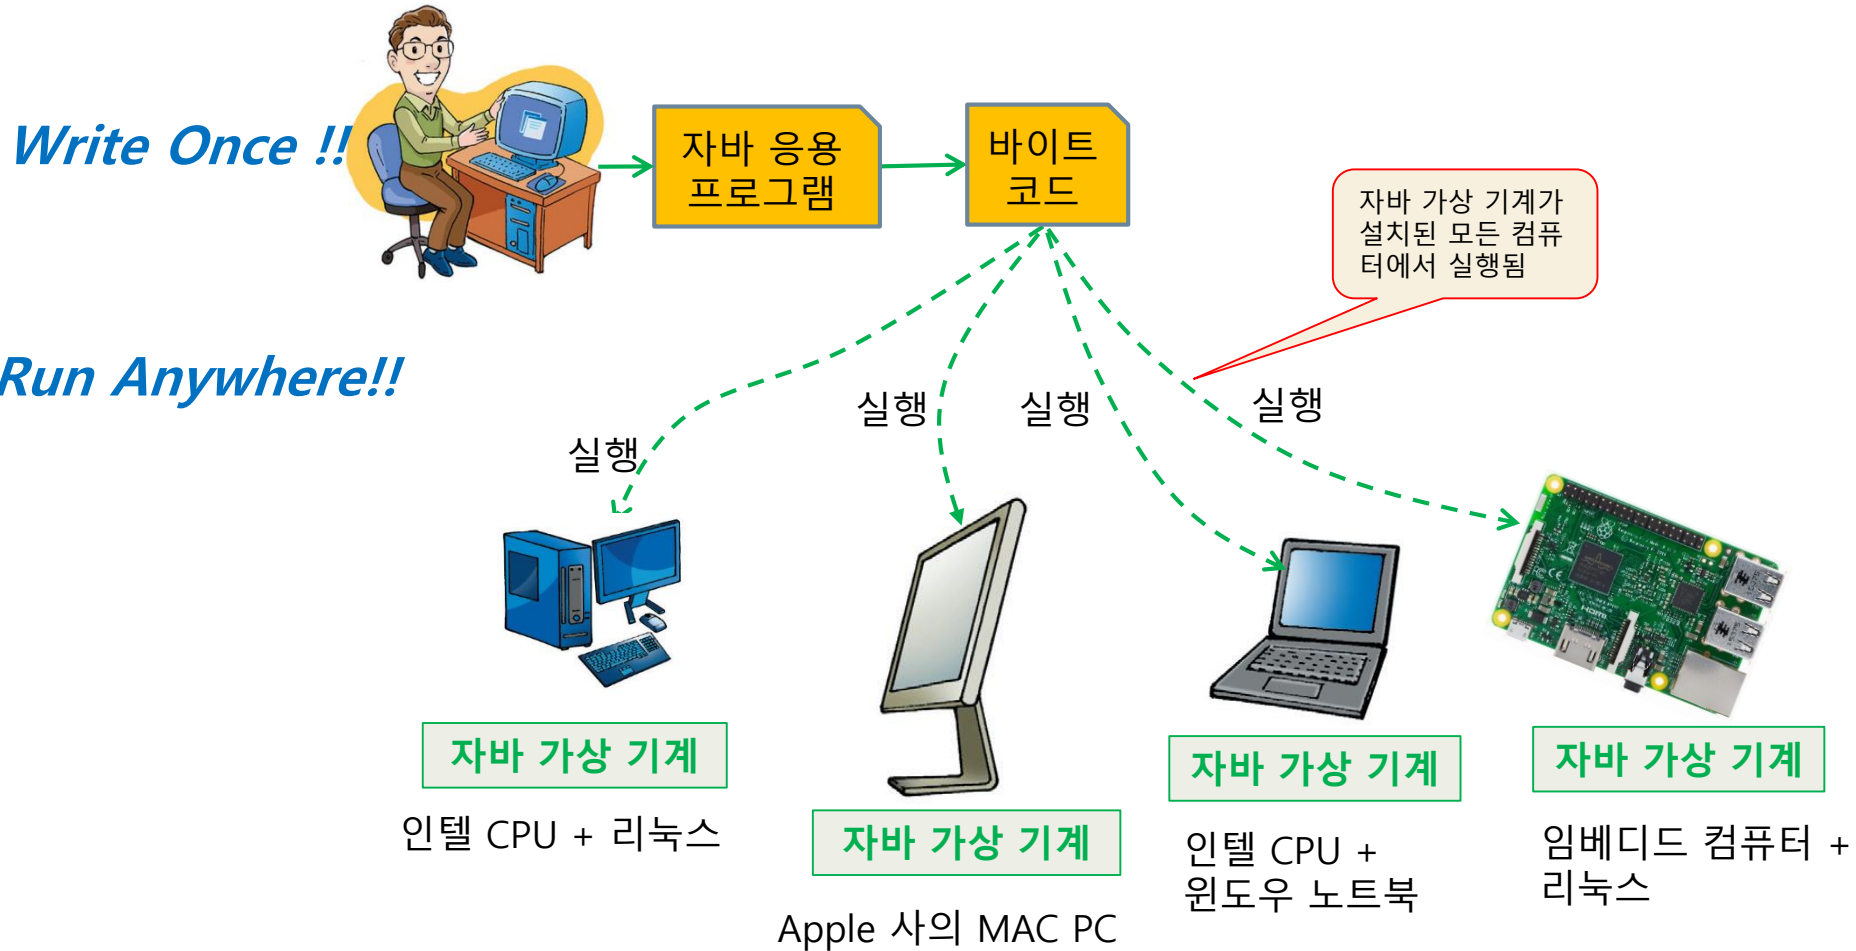 Write Once !!
자바 응용
프로그램
바이트
코드
자바 가상 기계가
설치된 모든 컴퓨
터에서 실행됨
Run Anywhere!!
실행
실행
실행
실행
자바 가상 기계
인텔 CPU + 리눅스
자바 가상 기계
Apple 사의 MAC PC
자바 가상 기계
인텔 CPU +
윈도우 노트북
자바 가상 기계
임베디드 컴퓨터 +
리눅스